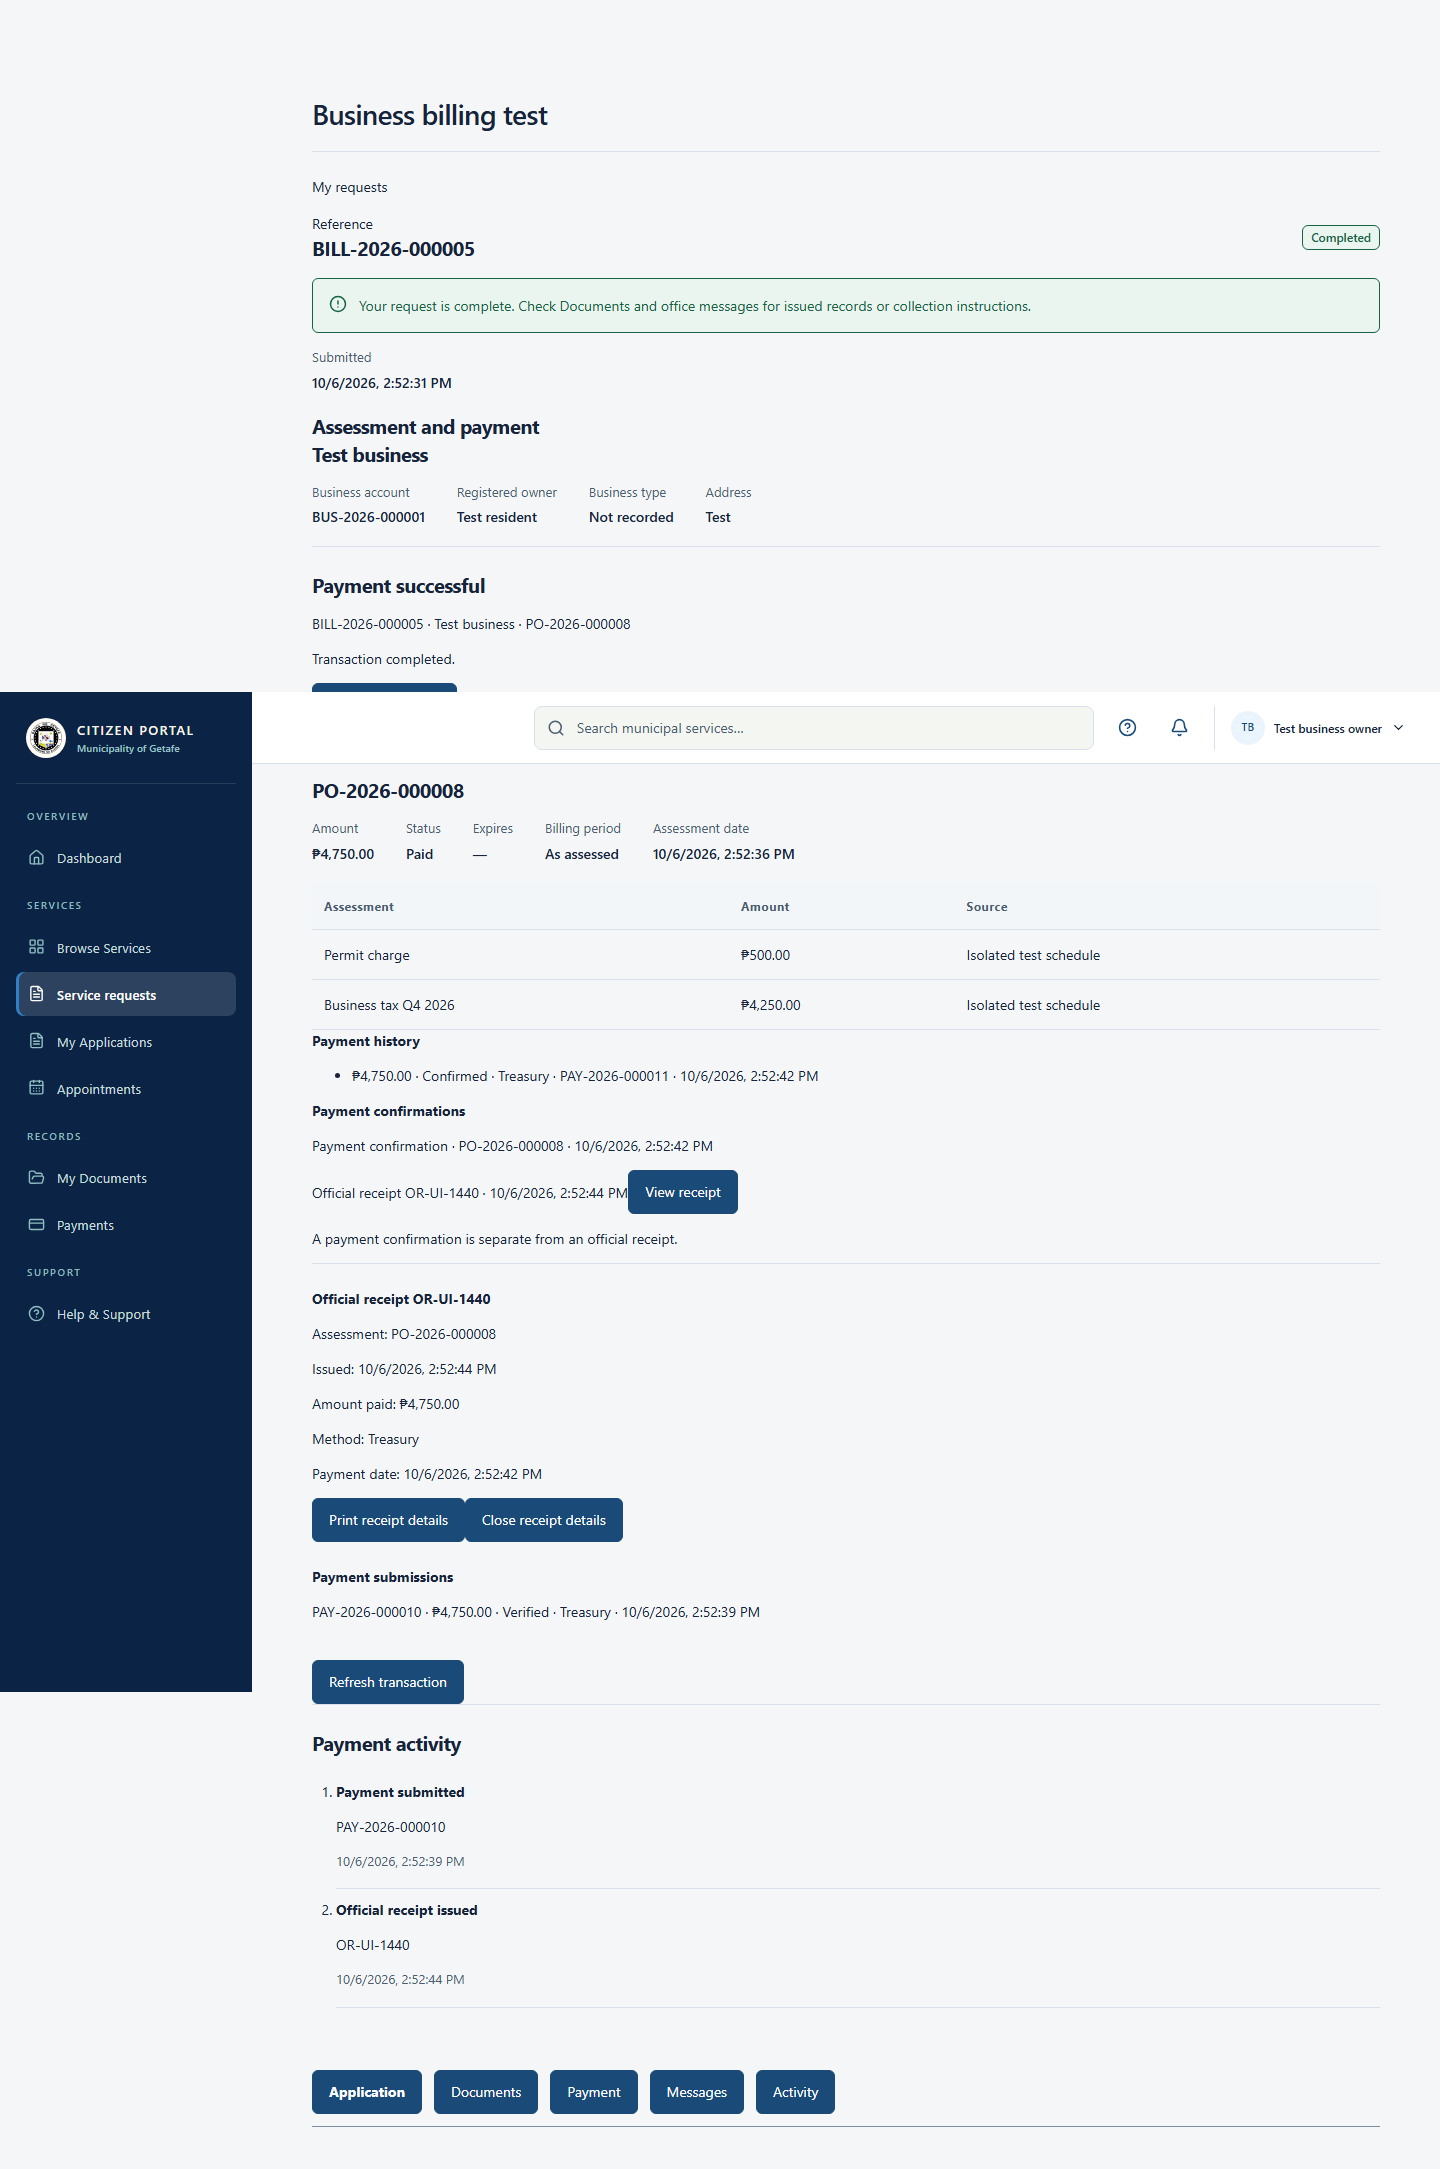 Business billing test
My requests
Reference
BILL-2026-000005
Completed
Your request is complete. Check Documents and office messages for issued records or collection instructions.
Submitted
10/6/2026, 2:52:31 PM
Assessment and payment
Test business
Business account Registered owner Business type Address
BUS-2026-000001 Test resident Not recorded Test
Payment successful
BILL-2026-000005 · Test business · PO-2026-000008
Transaction completed.
CITIZEN PORTAL
Municipality of Getafe
Search municipal services...
TB Test business owner
OVERVIEW
Dashboard
SERVICES
Browse Services
Service requests
My Applications
Appointments
RECORDS
My Documents
Payments
SUPPORT
Help & Support
PO-2026-000008
Amount Status Expires Billing period Assessment date
₱4,750.00 Paid — As assessed 10/6/2026, 2:52:36 PM
Assessment Amount Source
Permit charge ₱500.00 Isolated test schedule
Business tax Q4 2026 ₱4,250.00 Isolated test schedule
Payment history
• ₱4,750.00 · Confirmed · Treasury · PAY-2026-000011 · 10/6/2026, 2:52:42 PM
Payment confirmations
Payment confirmation · PO-2026-000008 · 10/6/2026, 2:52:42 PM
Official receipt OR-UI-1440 · 10/6/2026, 2:52:44 PM View receipt
A payment confirmation is separate from an official receipt.
Official receipt OR-UI-1440
Assessment: PO-2026-000008
Issued: 10/6/2026, 2:52:44 PM
Amount paid: ₱4,750.00
Method: Treasury
Payment date: 10/6/2026, 2:52:42 PM
Print receipt details Close receipt details
Payment submissions
PAY-2026-000010 · ₱4,750.00 · Verified · Treasury · 10/6/2026, 2:52:39 PM
Refresh transaction
Payment activity
1. Payment submitted
PAY-2026-000010
10/6/2026, 2:52:39 PM
2. Official receipt issued
OR-UI-1440
10/6/2026, 2:52:44 PM
Application Documents Payment Messages Activity